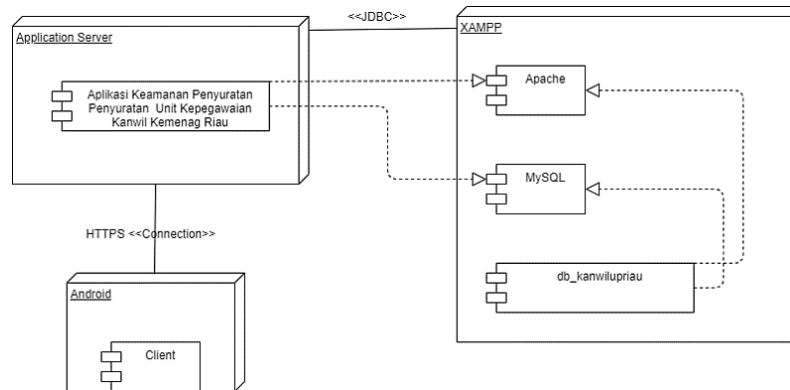 <<JDBC>>
Application Server
XAMPP
Aplikasi Keamanan Penyuratan
Penyuratan Unit Kepegawaian
Kanwil Kemenag Riau
Apache
MySQL
HTTPS <<Connection>>
db_kanwilupriau
Android
Client